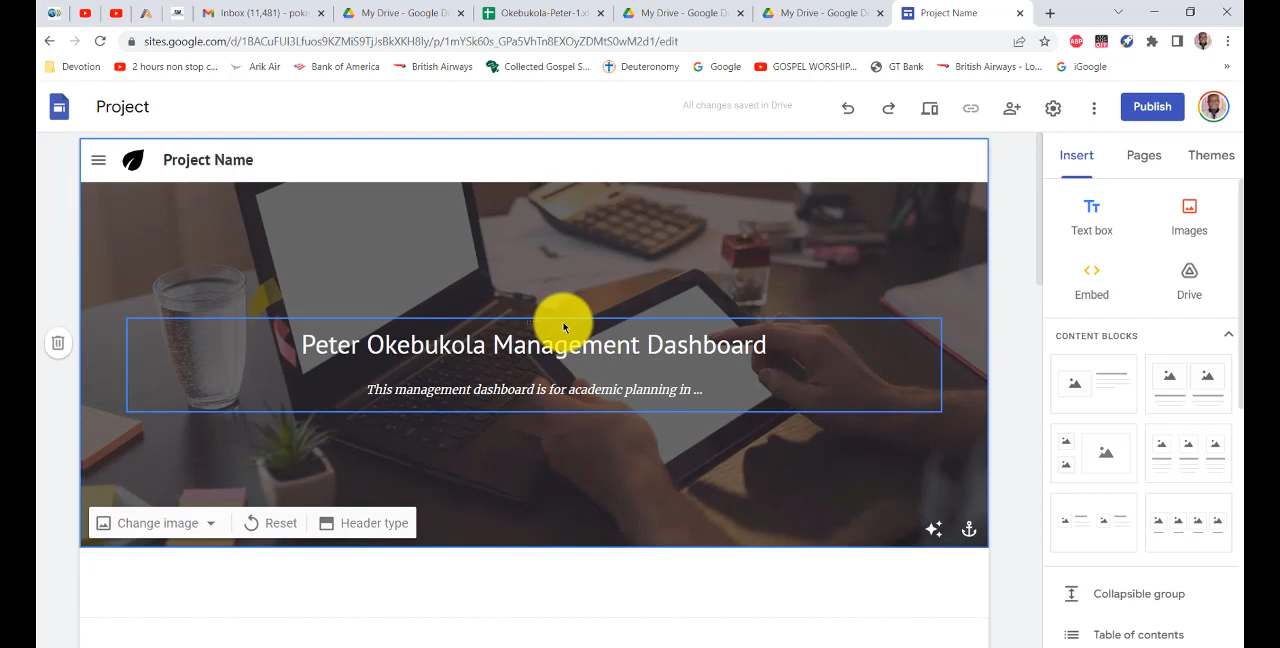 Inbox (11,481) - poke
My Drive - Google D
Okebukola-Peter-1.xl
My Drive - Google D
My Drive - Google D
Project Name
sites.google.com/d/1BACuFUI3Lfuos9KZMiS9TjJsBkXKH8Iy/p/1mYSk60s_GPa5VhTn8EXOyZDMtS0wM2d1/edit
Devotion
2 hours non stop c...
Arik Air
Bank of America
British Airways
Collected Gospel S...
Deuteronomy
Google
GOSPEL WORSHIP...
GT Bank
British Airways - Lo...
iGoogle
»
Project
All changes saved in Drive
Publish
Project Name
Insert
Pages
Themes
Tт
Text box
Images
Embed
Drive
Peter Okebukola Management Dashboard
This management dashboard is for academic planning in ...
CONTENT BLOCKS
Change image
Reset
Header type
Collapsible group
Table of contents